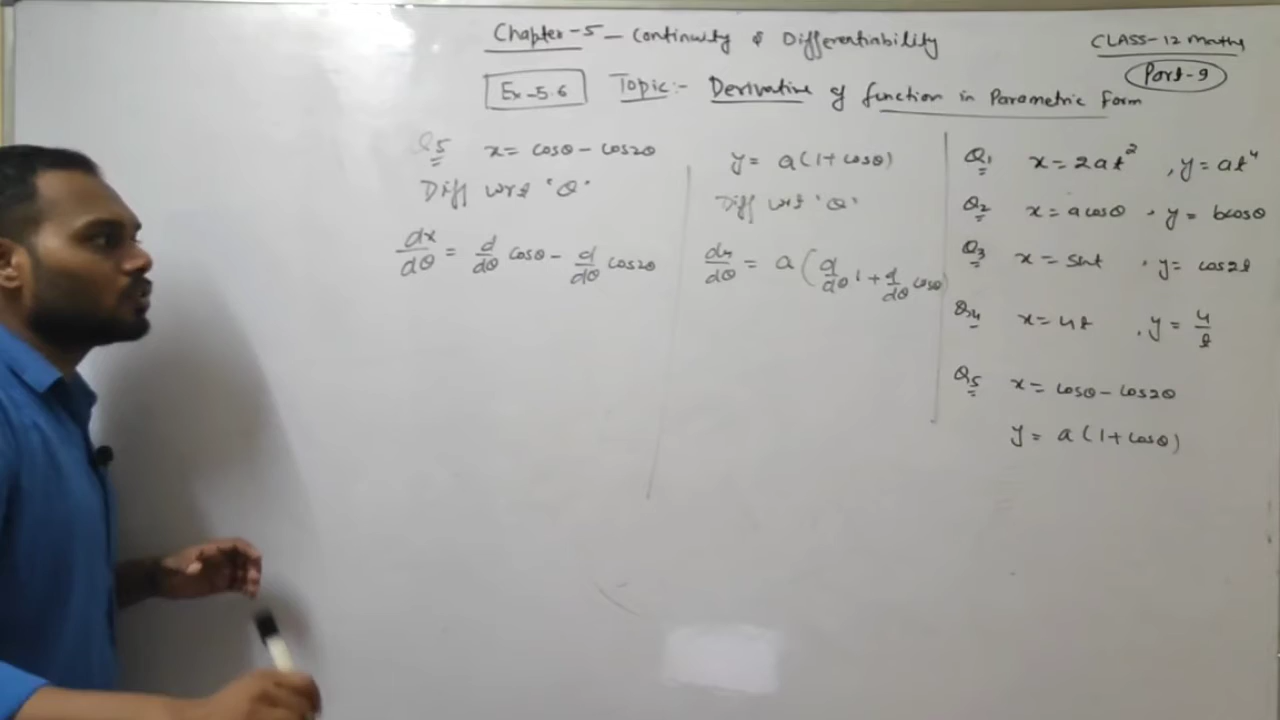 Chapter-5 - Continuity & Differentiability
CLASS-12 Maths
Part-9
Ex-5.6 Topic:- Derivative of function in Parametric Form
Q5 x = cosθ - cos2θ
Diff wrt 'θ'
dx/dθ = d/dθ cosθ - d/dθ cos2θ
y = a(1+cosθ)
Diff wrt 'θ'
dy/dθ = a(d/dθ 1 + d/dθ cosθ)
Q1 x = 2at², y = at⁴
Q2 x = a cosθ, y = b cosθ
Q3 x = sint, y = cos2t
Q4 x = 4t, y = 4/t
Q5 x = cosθ - cos2θ
y = a(1+cosθ)